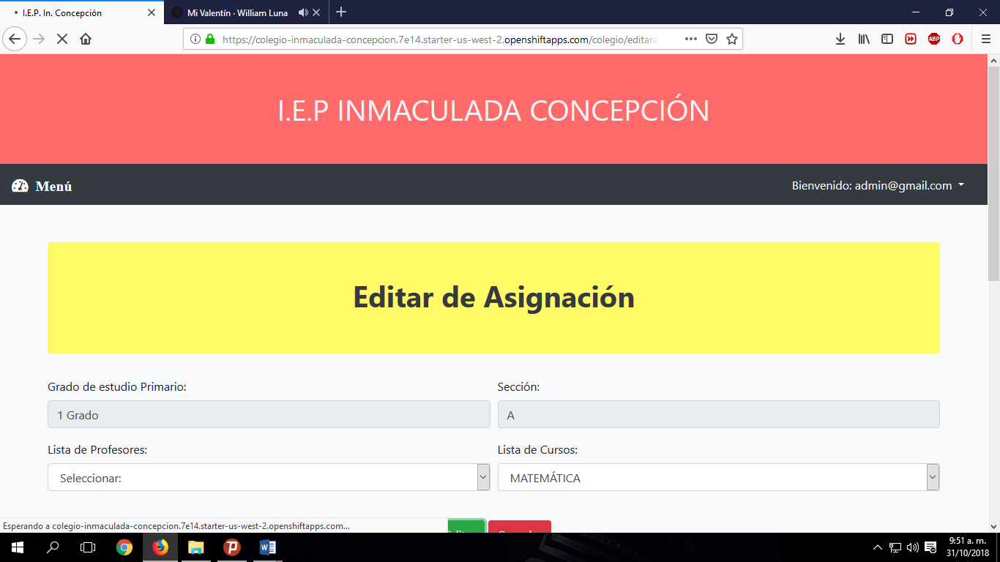 I.E.P. In. Concepción
Mi Valentín · William Luna
https://colegio-inmaculada-concepcion.7e14.starter-us-west-2.openshiftapps.com/colegio/editara
ABP
I.E.P INMACULADA CONCEPCIÓN
Menú
Bienvenido: admin@gmail.com
Editar de Asignación
Grado de estudio Primario:
Sección:
1 Grado
A
Lista de Profesores:
Lista de Cursos:
Seleccionar:
MATEMÁTICA
Esperando a colegio-inmaculada-concepcion.7e14.starter-us-west-2.openshiftapps.com...
9:51 a. m.
31/10/2018